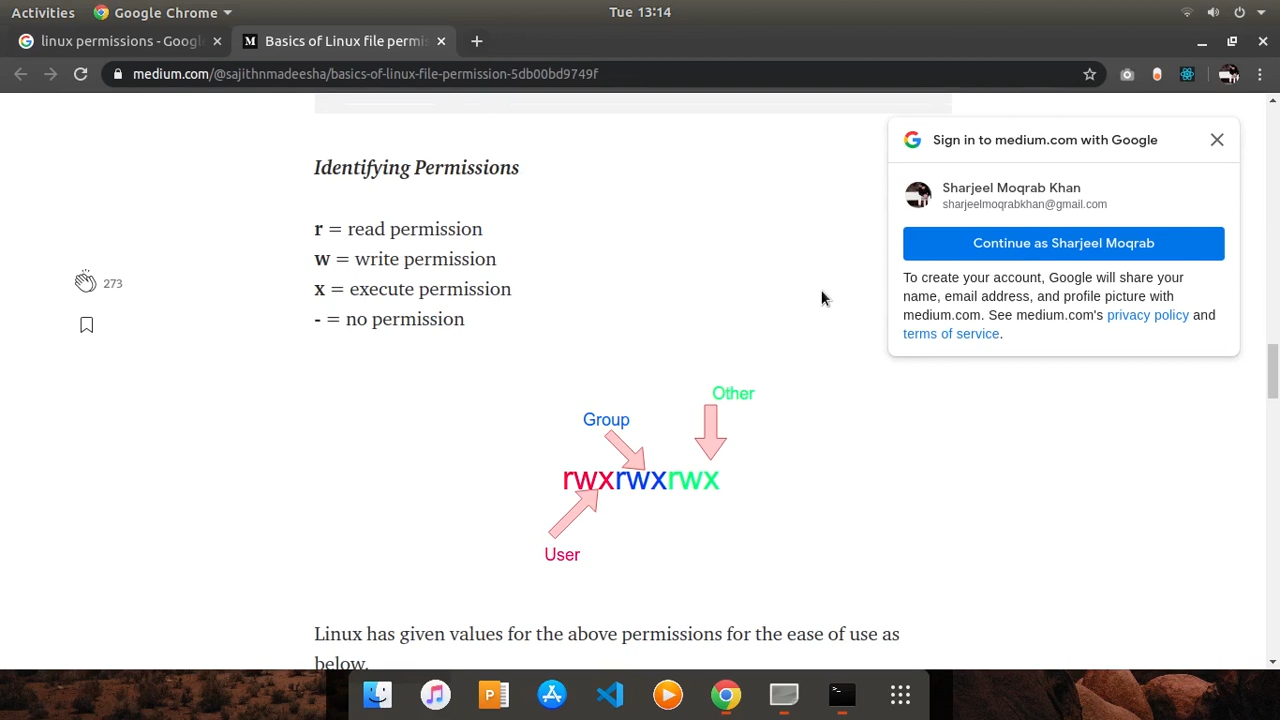 Activities Google Chrome Tue 13:14
linux permissions - Googl Basics of Linux file permis
medium.com/@sajithnmadeesha/basics-of-linux-file-permission-5db00bd9749f
Sign in to medium.com with Google
Sharjeel Moqrab Khan
sharjeelmoqrabkhan@gmail.com
Continue as Sharjeel Moqrab
To create your account, Google will share your
name, email address, and profile picture with
medium.com. See medium.com's privacy policy and
terms of service.
Identifying Permissions
r = read permission
w = write permission
x = execute permission
- = no permission
273
Other
Group
rwxrwxrwx
User
Linux has given values for the above permissions for the ease of use as
below.